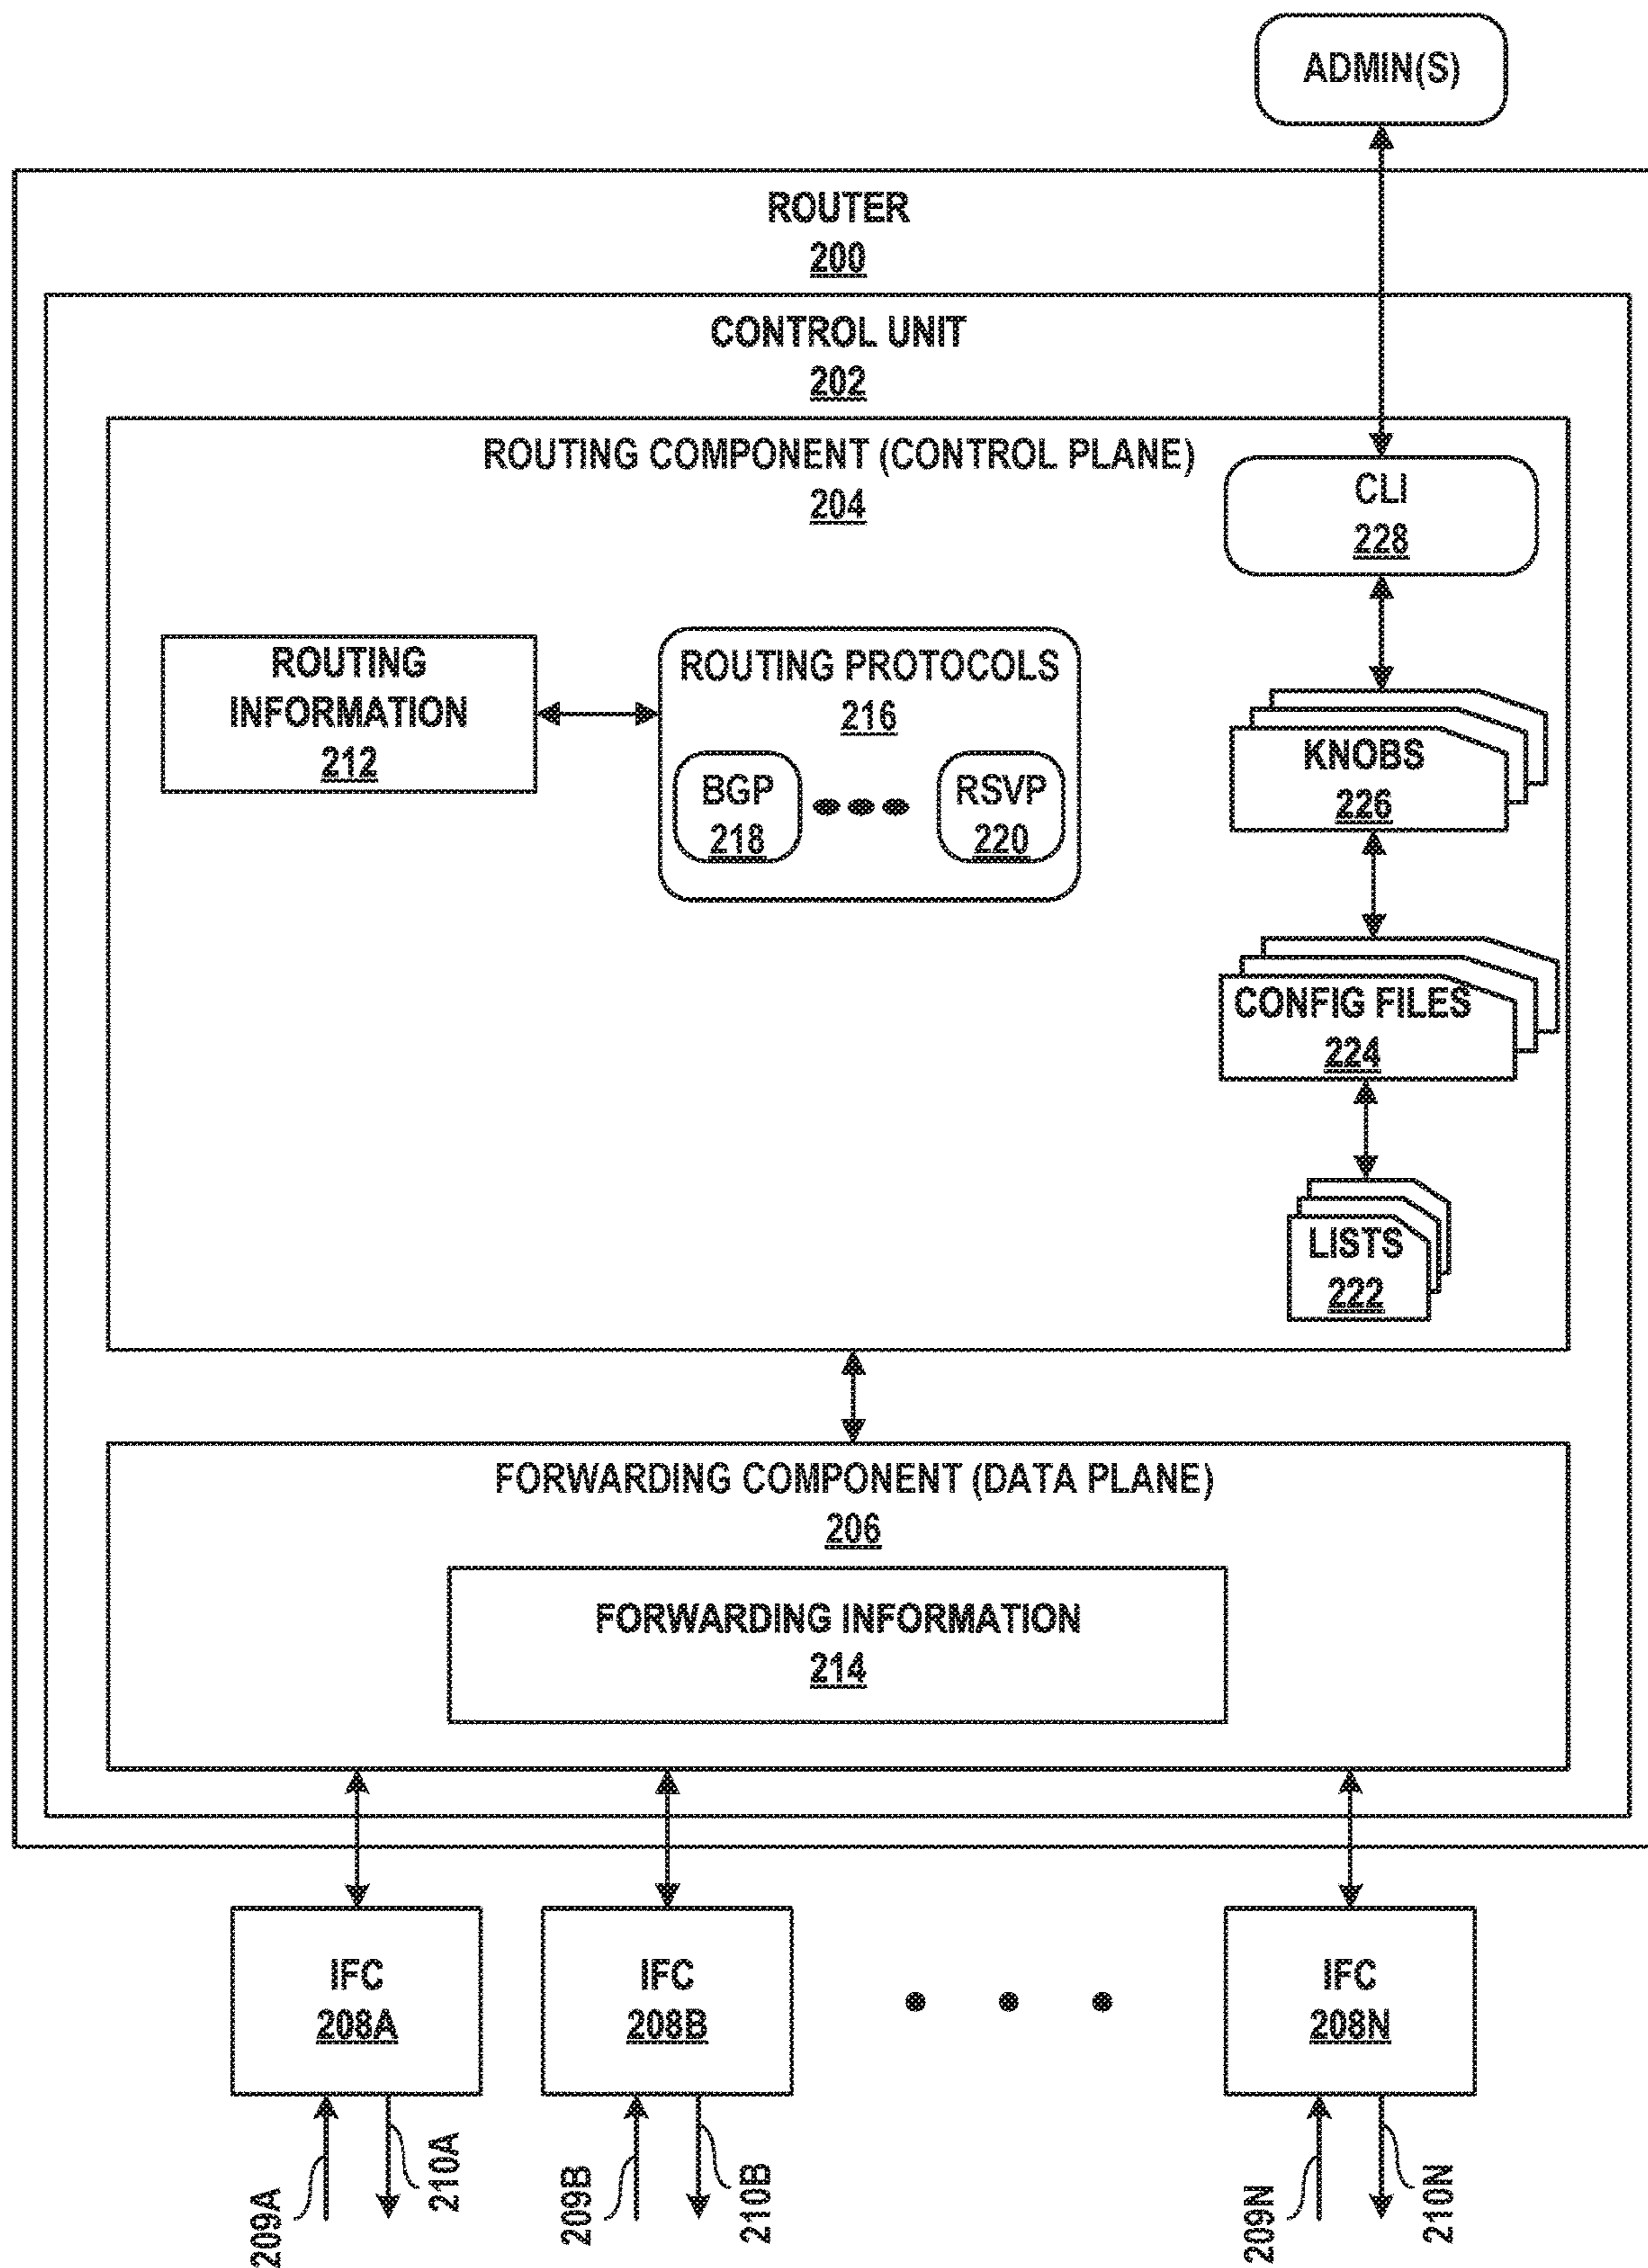 ADMIN(S)
ROUTER
200
CONTROL UNIT
202
ROUTING COMPONENT (CONTROL PLANE)
204
CLI
228
ROUTING
INFORMATION
212
ROUTING PROTOCOLS
216
BGP
218
RSVP
220
KNOBS
226
CONFIG FILES
224
LISTS
222
FORWARDING COMPONENT (DATA PLANE)
206
FORWARDING INFORMATION
214
IFC
208A
IFC
208B
IFC
208N
209A
210A
209B
210B
209N
210N